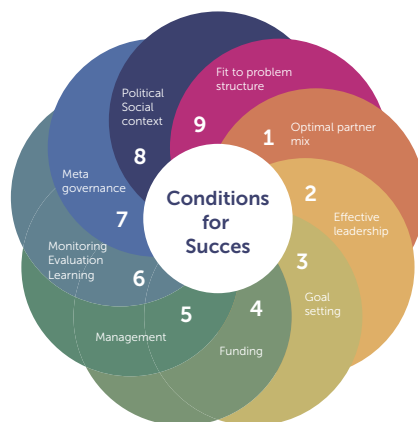 Conditions
for
Succes
1
Optimal partner
mix
2
Effective
leadership
3
Goal
setting
4
Funding
5
Management
6
Monitoring
Evaluation
Learning
7
Meta
governance
8
Political
Social
context
9
Fit to problem
structure